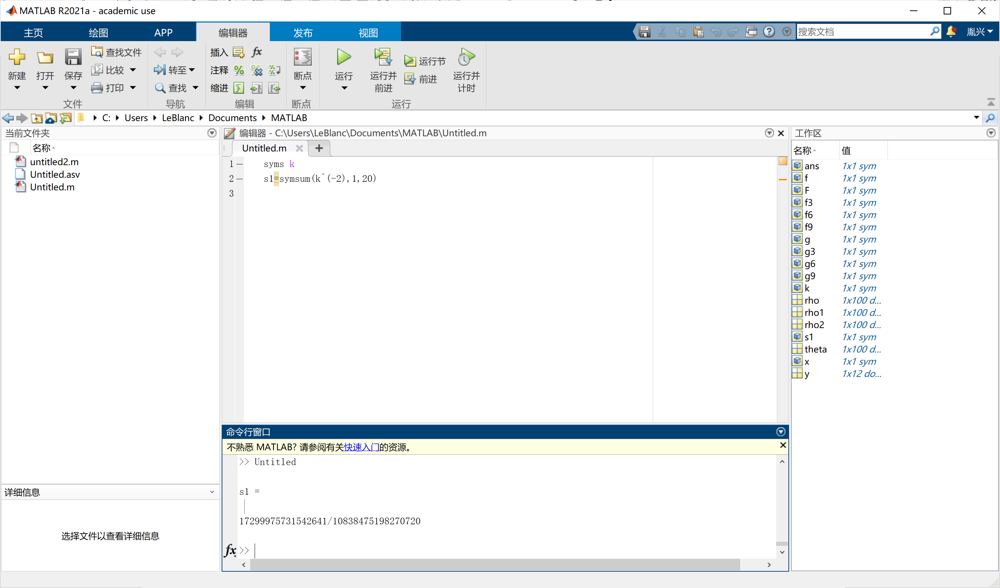 MATLAB R2021a - academic use
主页 绘图 APP 编辑器 发布 视图 搜索文档 胤兴
新建 打开 保存 查找文件 比较 打印 转至 查找 插入 fx 注释 缩进 断点 运行 运行并前进 运行节 前进 运行并计时
文件 导航 编辑 断点 运行
C: Users LeBlanc Documents MATLAB
当前文件夹
名称
untitled2.m
Untitled.asv
Untitled.m
详细信息
选择文件以查看详细信息
编辑器 - C:\Users\LeBlanc\Documents\MATLAB\Untitled.m
Untitled.m
1 syms k
2 s1=symsum(k^(-2),1,20)
3
命令行窗口
不熟悉 MATLAB? 请参阅有关快速入门的资源。
>> Untitled
s1 =
17299975731542641/10838475198270720
fx >>
工作区
名称 值
ans 1x1 sym
f 1x1 sym
F 1x1 sym
f3 1x1 sym
f6 1x1 sym
f9 1x1 sym
g 1x1 sym
g3 1x1 sym
g6 1x1 sym
g9 1x1 sym
k 1x1 sym
rho 1x100 d...
rho1 1x100 d...
rho2 1x100 d...
s1 1x1 sym
theta 1x100 d...
x 1x1 sym
y 1x12 do...